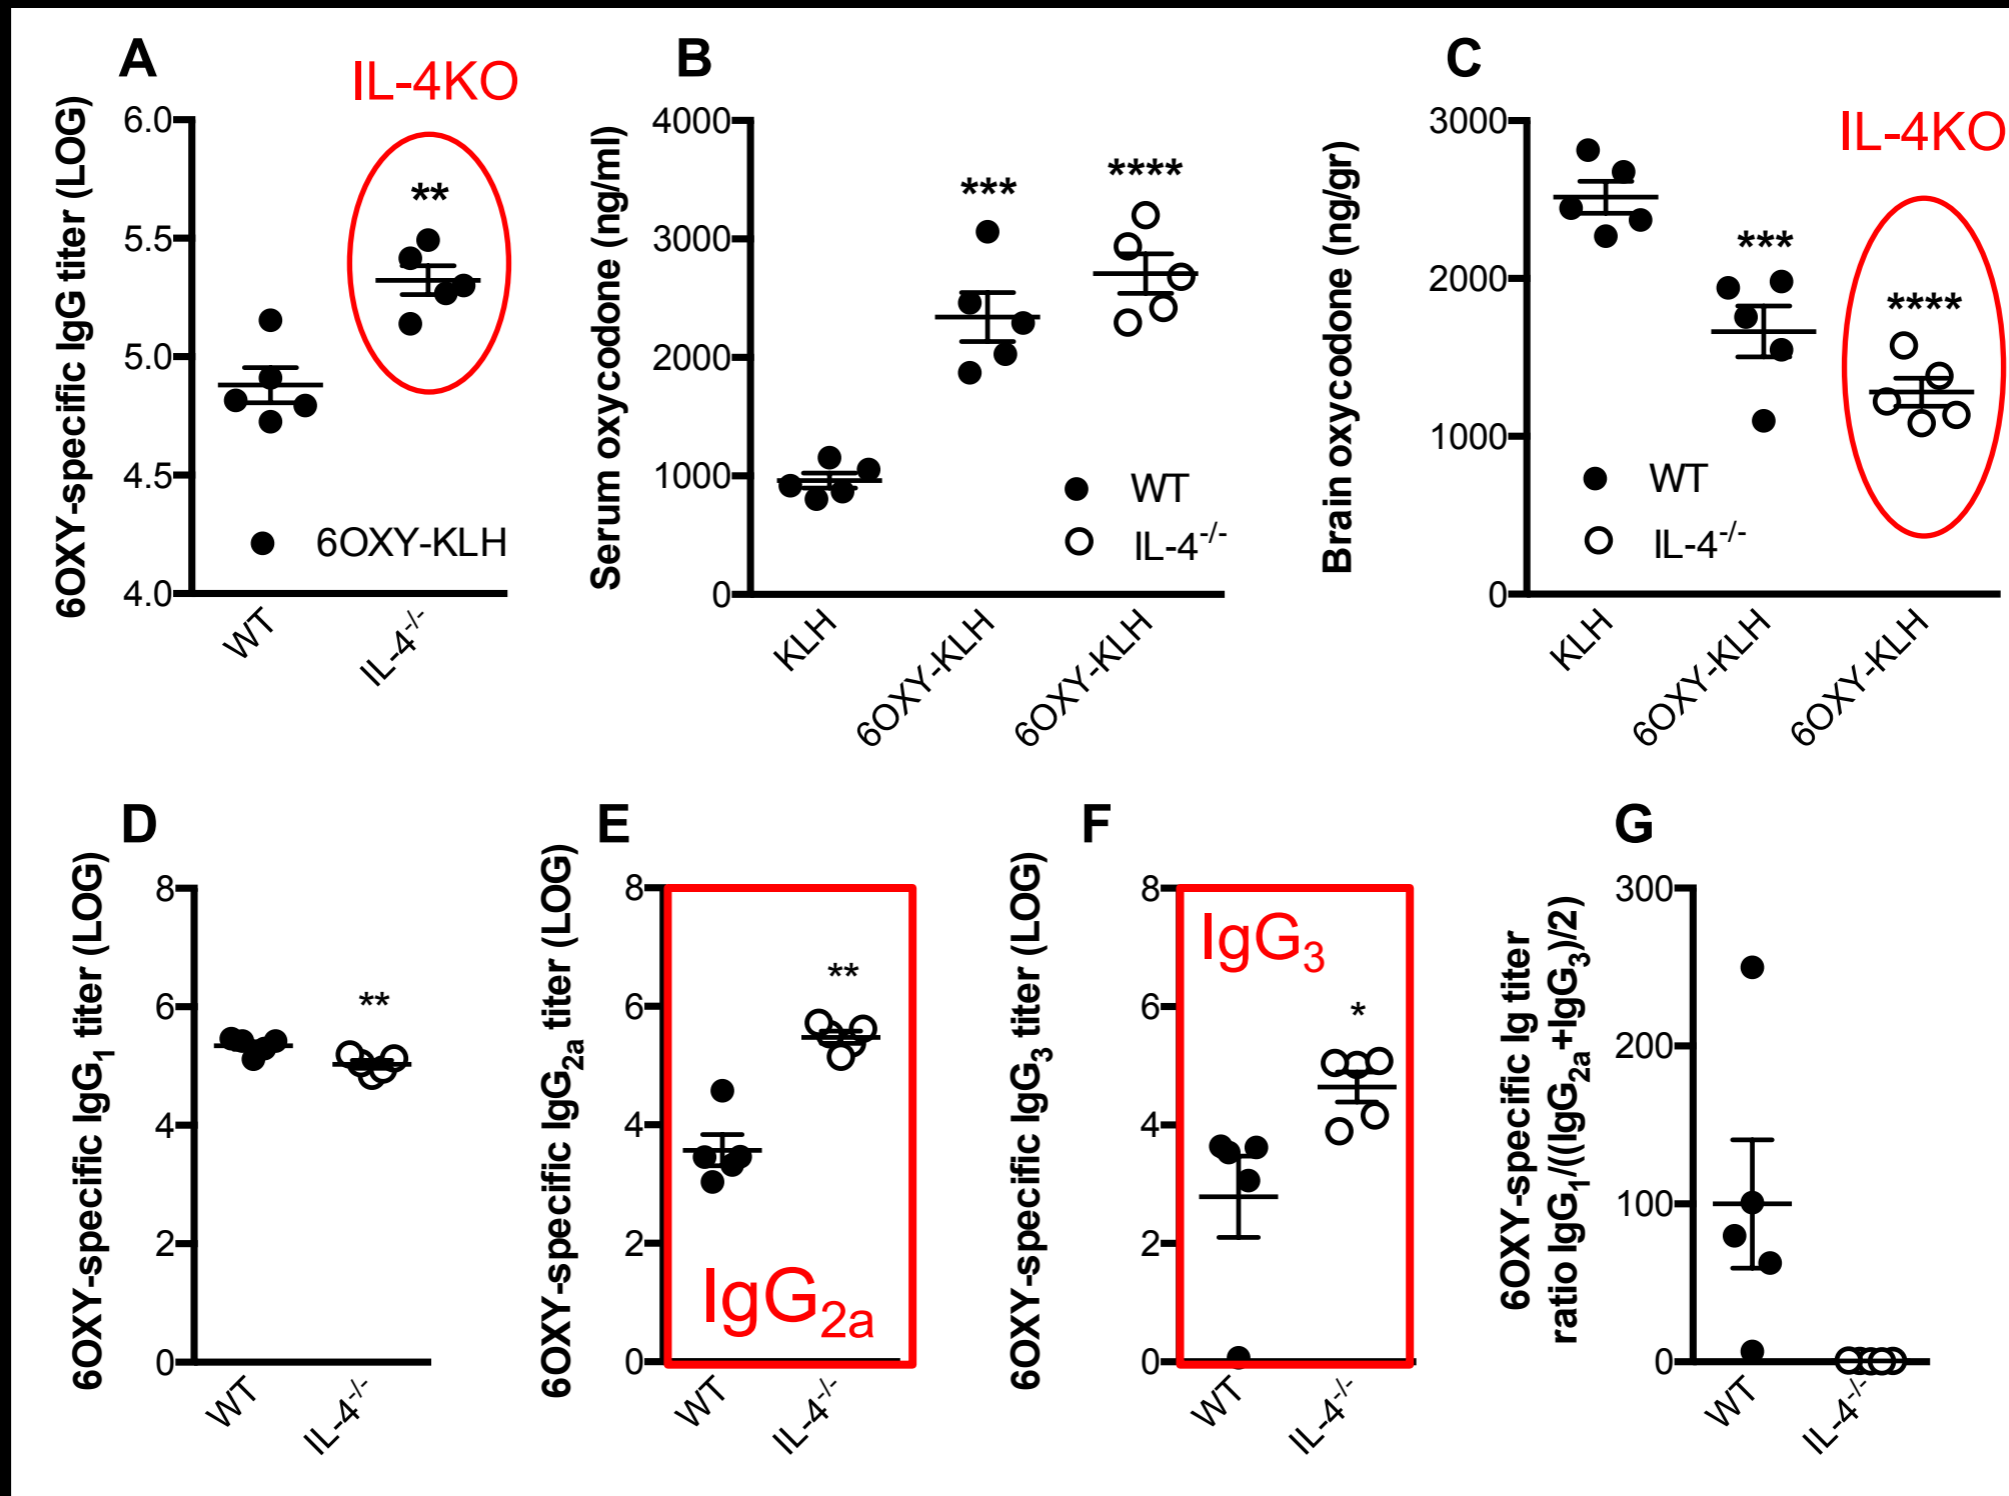 A
IL-4KO
6OXY-specific IgG titer (LOG)
6.0
5.5
5.0
4.5
4.0
**
6OXY-KLH
WT
IL-4-/-
B
Serum oxycodone (ng/ml)
4000
3000
2000
1000
0
***
****
WT
IL-4-/-
KLH
6OXY-KLH
6OXY-KLH
C
IL-4KO
Brain oxycodone (ng/gr)
3000
2000
1000
0
***
****
WT
IL-4-/-
KLH
6OXY-KLH
6OXY-KLH
D
6OXY-specific IgG1 titer (LOG)
8
6
4
2
0
**
WT
IL-4-/-
E
6OXY-specific IgG2a titer (LOG)
8
6
4
2
0
**
IgG2a
WT
IL-4-/-
F
6OXY-specific IgG3 titer (LOG)
8
6
4
2
0
IgG3
*
WT
IL-4-/-
G
6OXY-specific Ig titer
ratio IgG1/((IgG2a+IgG3)/2)
300
200
100
0
WT
IL-4-/-